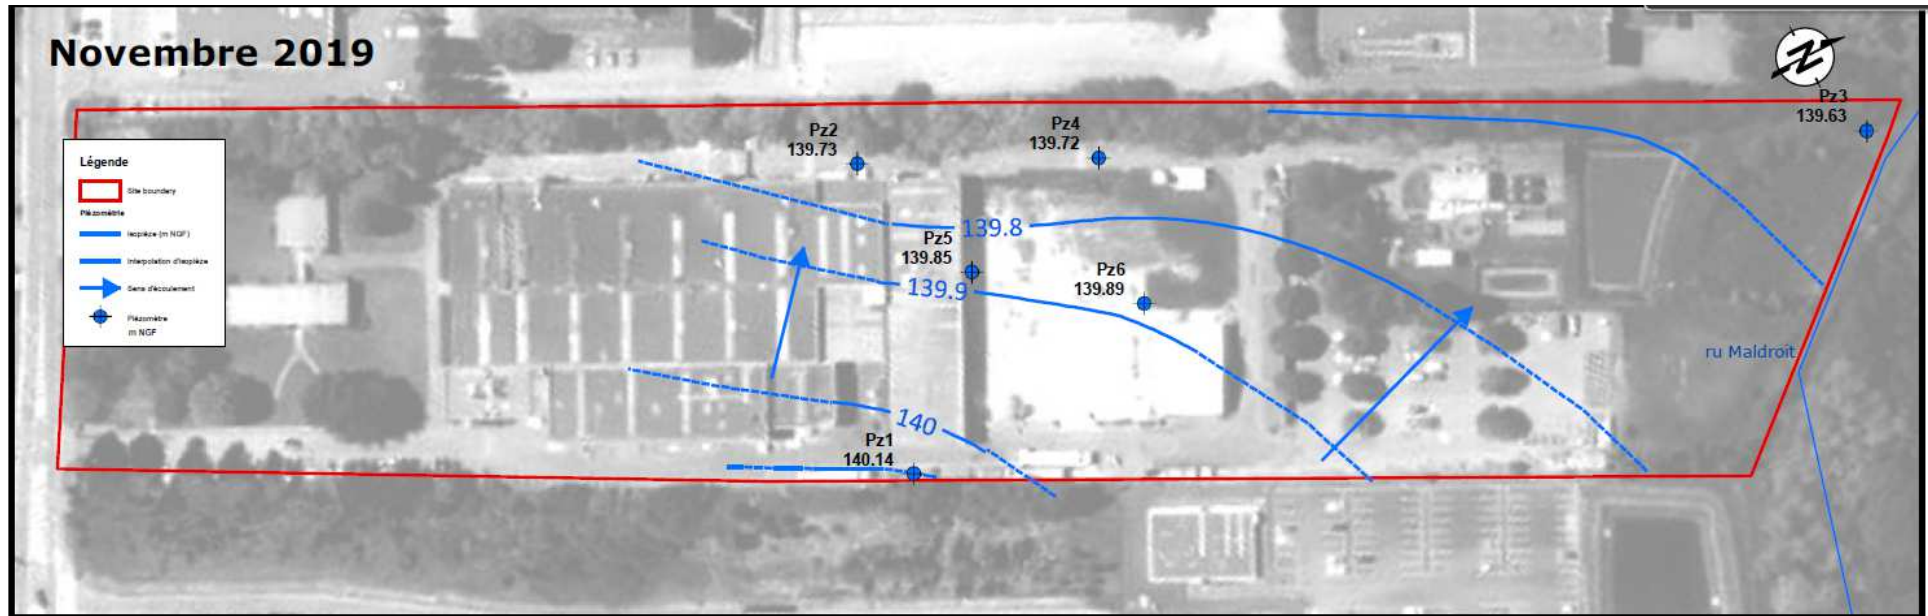 Novembre 2019
N
Pz3
139.63
Pz2
139.73
Pz4
139.72
Légende
Site boundary
Piézométrie
Isopièze (m NGF)
Interpolation d'isopièze
Sens d'écoulement
Piézomètre
m NGF
139.8
Pz5
139.85
Pz6
139.89
139.9
ru Maldroit
140
Pz1
140.14